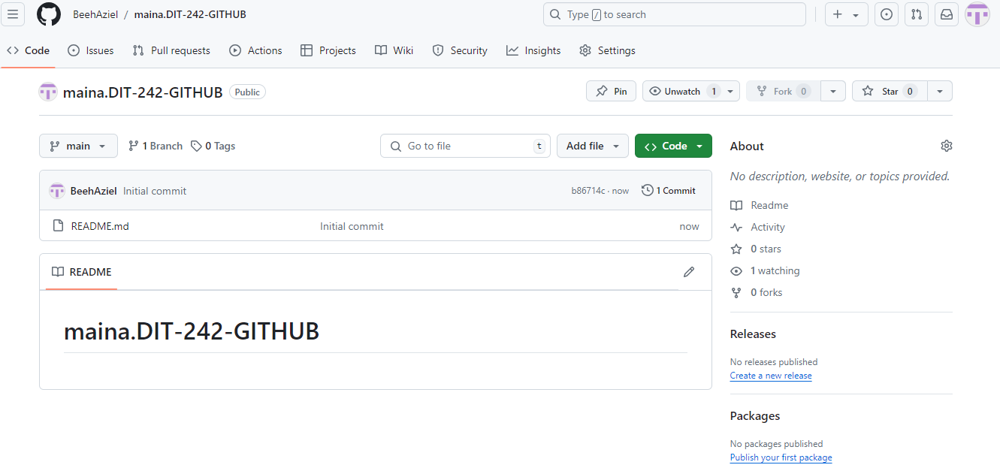 BeehAziel / maina.DIT-242-GITHUB
Type / to search
Code Issues Pull requests Actions Projects Wiki Security Insights Settings
maina.DIT-242-GITHUB Public
Pin Unwatch 1 Fork 0 Star 0
main 1 Branch 0 Tags Go to file t Add file Code
BeehAziel Initial commit b86714c · now 1 Commit
README.md Initial commit now
README
maina.DIT-242-GITHUB
About
No description, website, or topics provided.
Readme
Activity
0 stars
1 watching
0 forks
Releases
No releases published
Create a new release
Packages
No packages published
Publish your first package